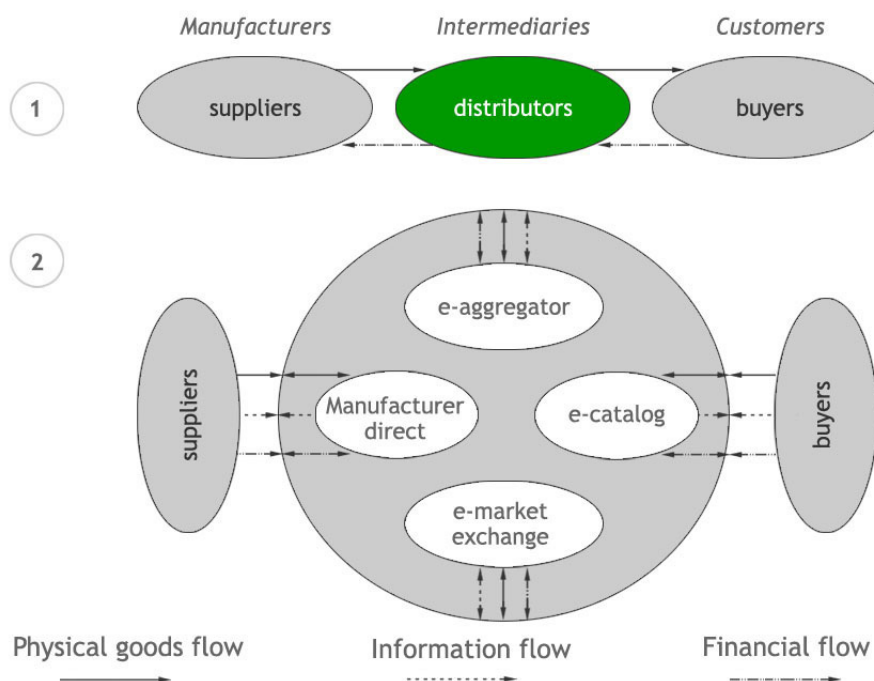 Manufacturers
Intermediaries
Customers
1
suppliers
distributors
buyers
2
e-aggregator
suppliers
Manufacturer
direct
e-catalog
buyers
e-market
exchange
Physical goods flow
Information flow
Financial flow